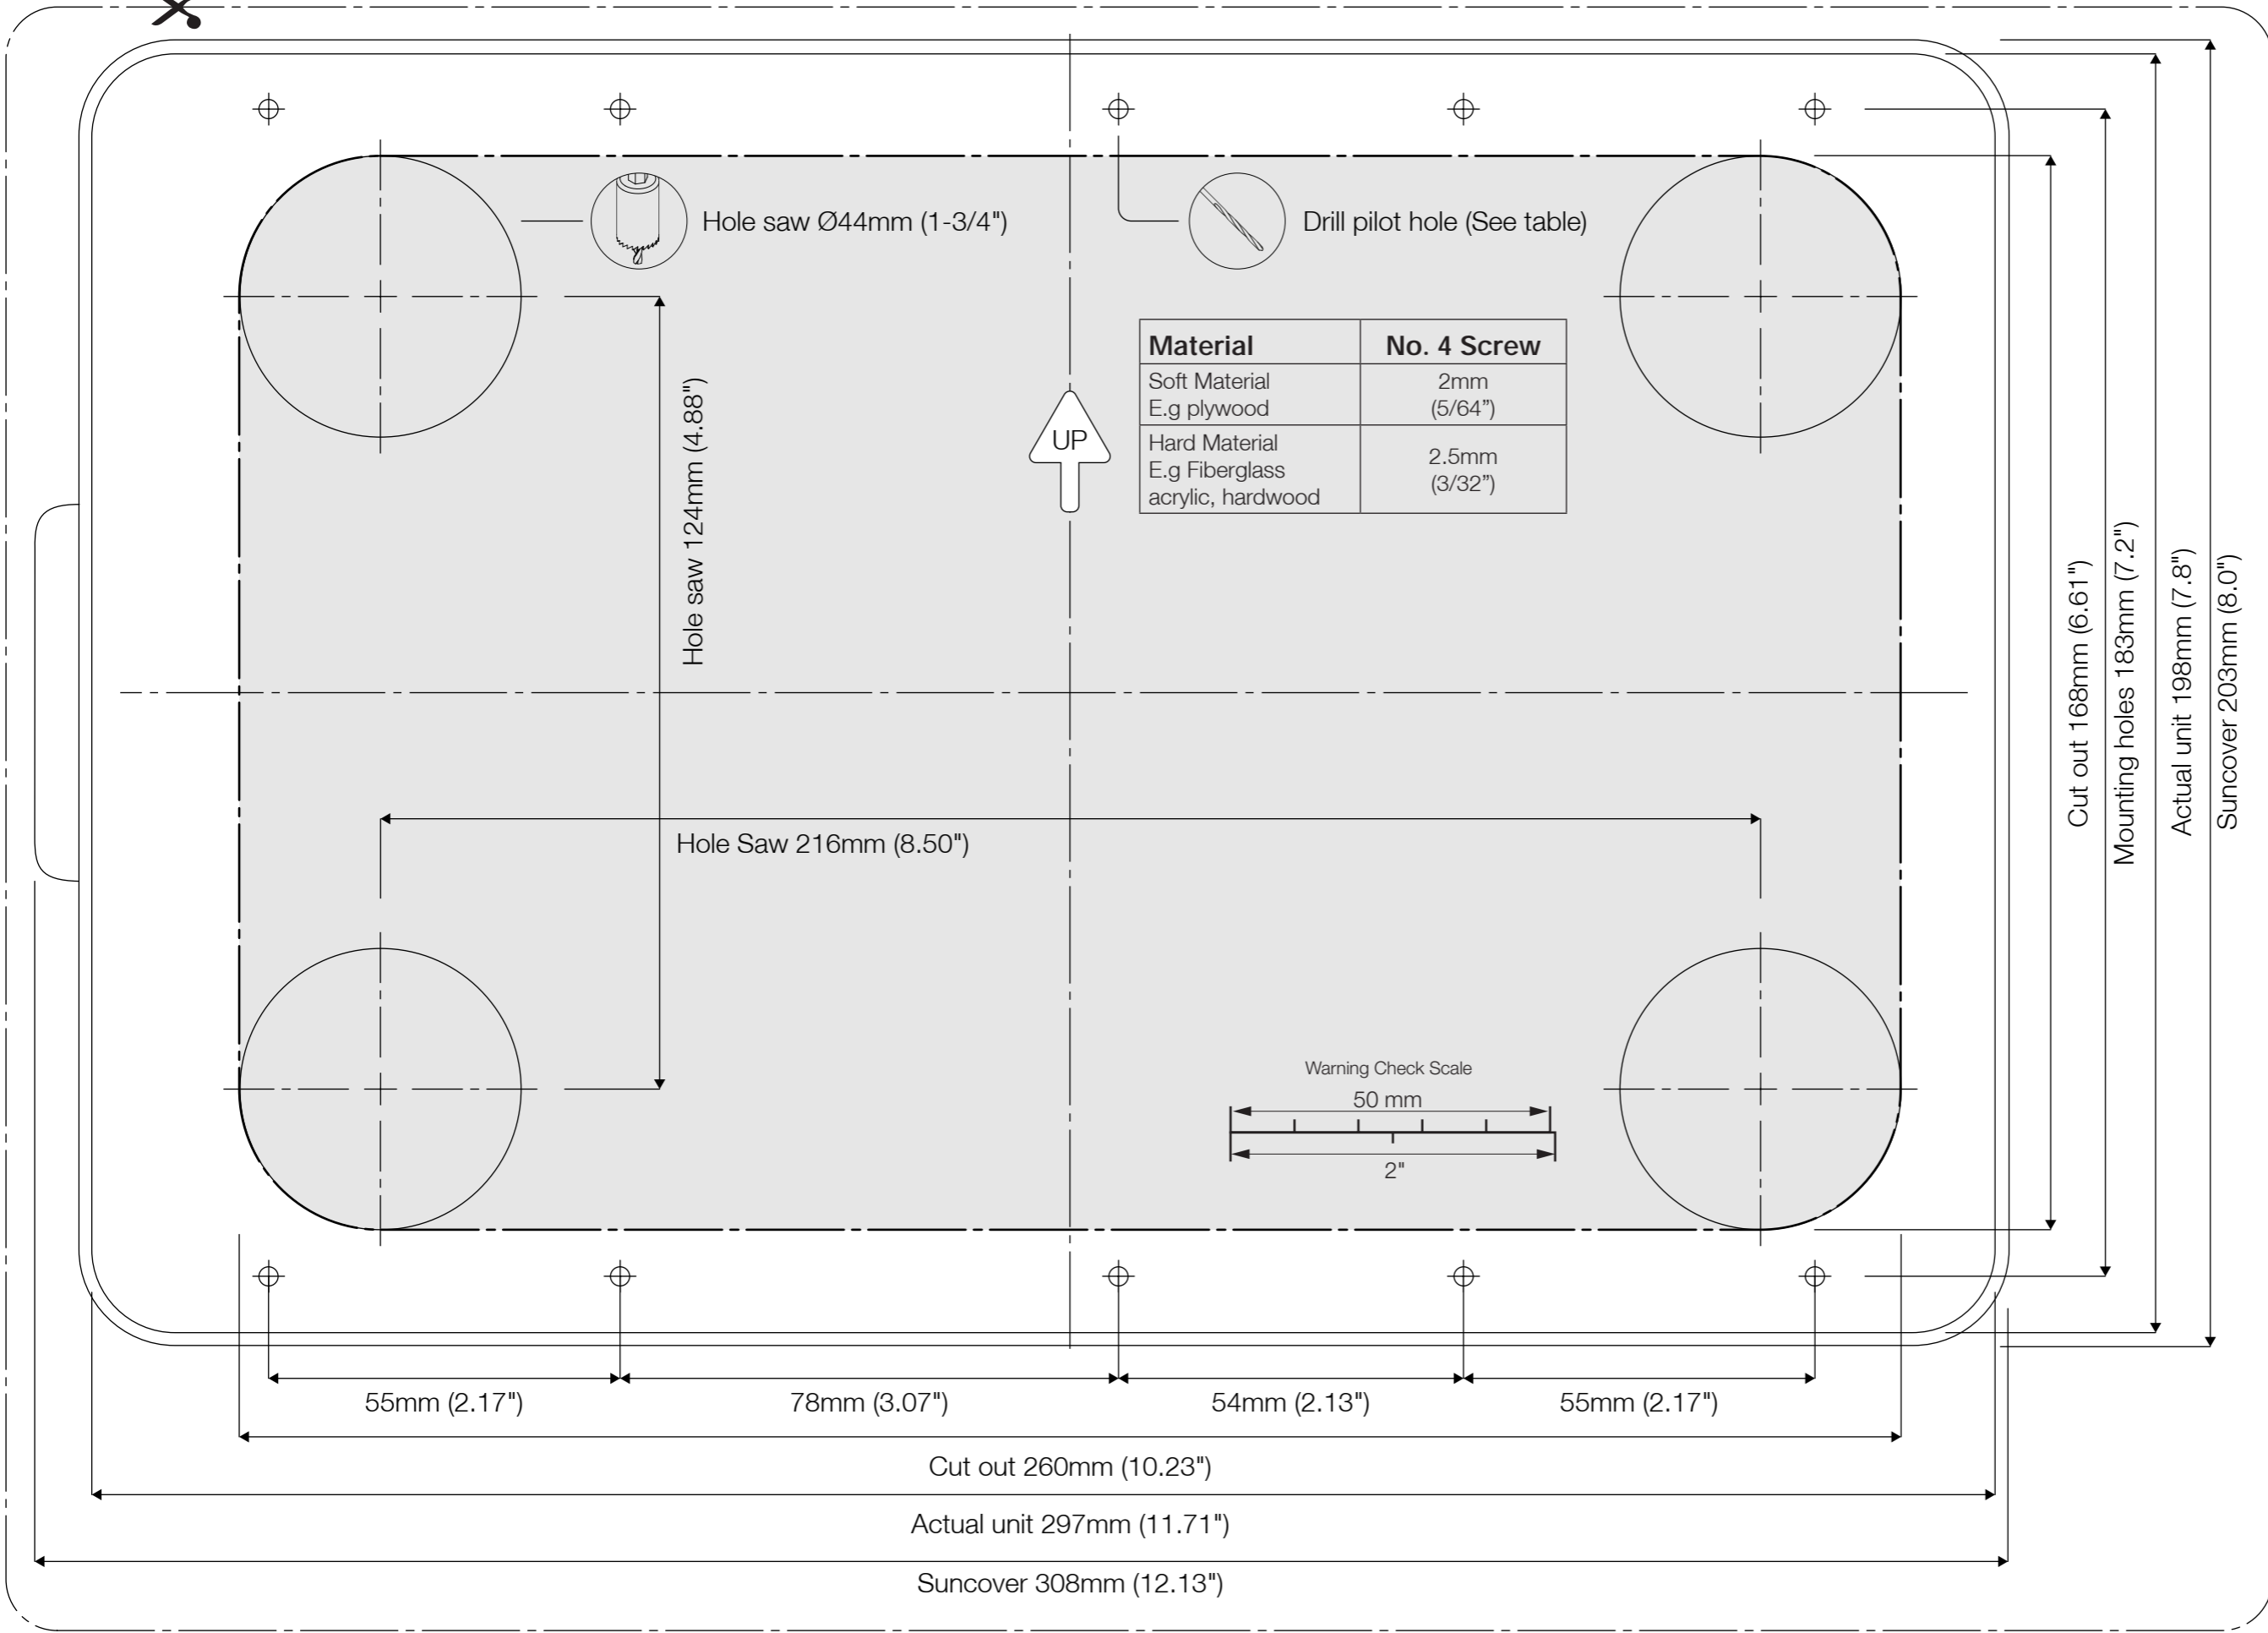 Hole saw Ø44mm (1-3/4")
Drill pilot hole (See table)
Material No. 4 Screw
Soft Material
E.g plywood
2mm
(5/64”)
Hard Material
E.g Fiberglass
acrylic, hardwood
2.5mm
(3/32”)
UP
Hole saw 124mm (4.88")
Hole Saw 216mm (8.50")
Warning Check Scale
50 mm
2"
Cut out 168mm (6.61")
Mounting holes 183mm (7.2")
Actual unit 198mm (7.8")
Suncover 203mm (8.0")
55mm (2.17")
78mm (3.07")
54mm (2.13")
55mm (2.17")
Cut out 260mm (10.23")
Actual unit 297mm (11.71")
Suncover 308mm (12.13")